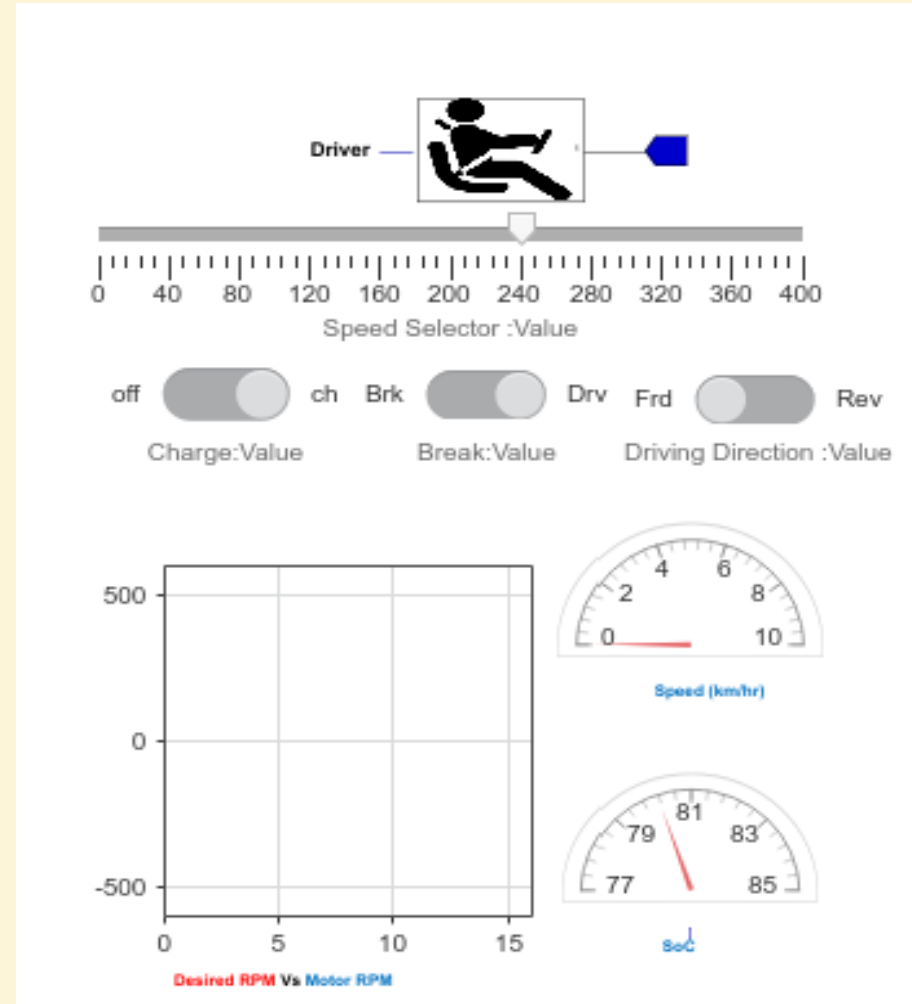 Driver
0 40 80 120 160 200 240 280 320 360 400
Speed Selector :Value
off ch Brk Drv Frd Rev
Charge:Value Break:Value Driving Direction :Value
500
0
-500
0 5 10 15
Desired RPM Vs Motor RPM
0 2 4 6 8 10
Speed (km/hr)
77 79 81 83 85
SoC